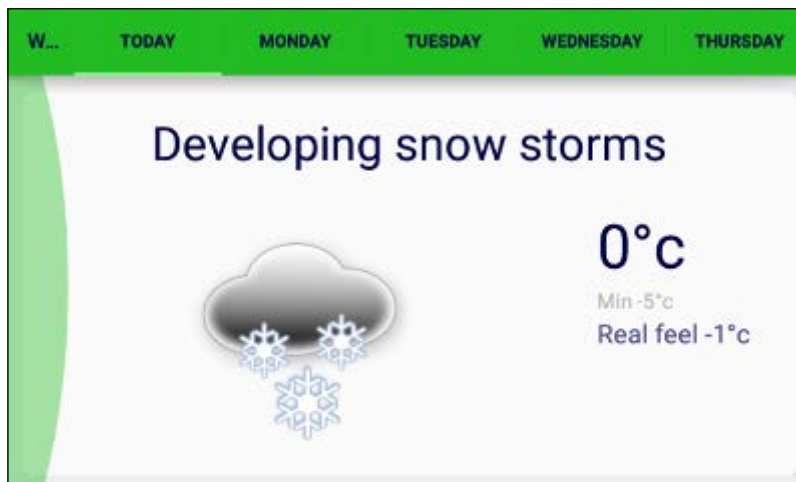 W... TODAY MONDAY TUESDAY WEDNESDAY THURSDAY
Developing snow storms
0°c
Min -5°c
Real feel -1°c